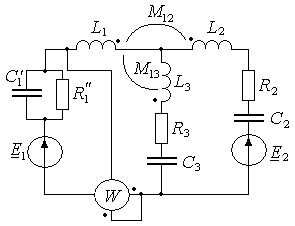 L₁ M₁₂ L₂
C₁′ R₁″ M₁₃ L₃ R₂
R₃ C₂
E₁ C₃ E₂
W